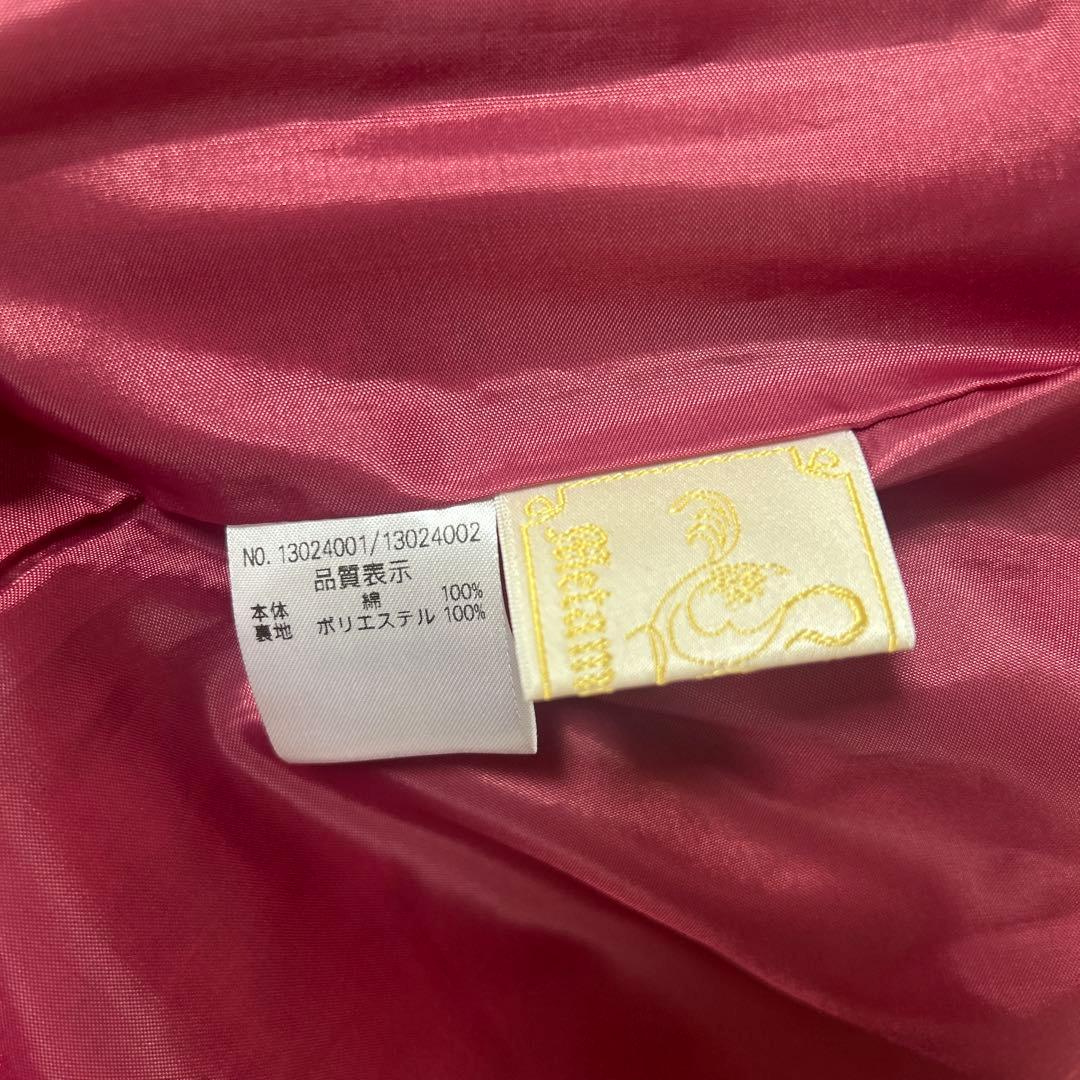 NO. 13024001/13024002
品質表示
本体 綿 100%
裏地 ポリエステル 100%
Metam